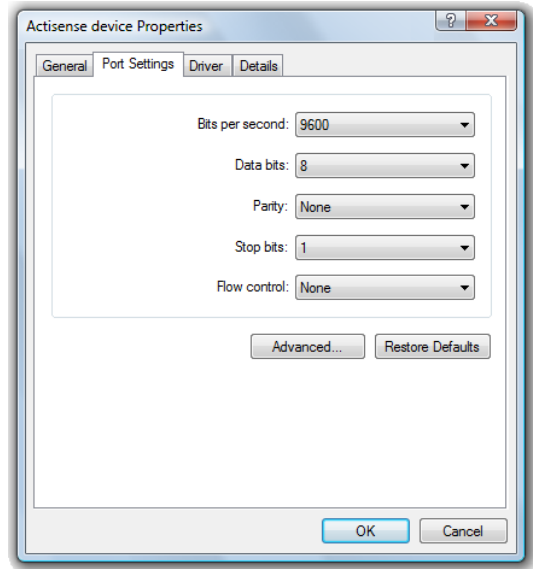 Actisense device Properties
?
X
General Port Settings Driver Details
Bits per second: 9600
Data bits: 8
Parity: None
Stop bits: 1
Flow control: None
Advanced... Restore Defaults
OK Cancel